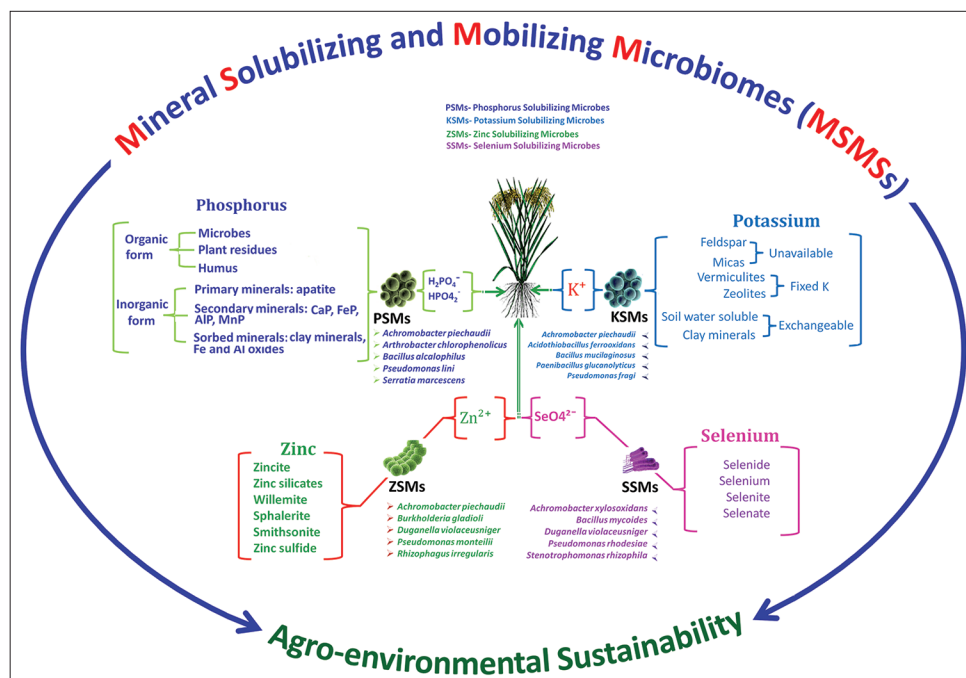 Mineral Solubilizing and Mobilizing Microbiomes (MSMSs)
PSMs- Phosphorus Solubilizing Microbes
KSMs- Potassium Solubilizing Microbes
ZSMs- Zinc Solubilizing Microbes
SSMs- Selenium Solubilizing Microbes
Phosphorus
Organic form
Microbes
Plant residues
Humus
Inorganic form
Primary minerals: apatite
Secondary minerals: CaP, FeP,
AlP, MnP
Sorbed minerals: clay minerals,
Fe and Al oxides
PSMs
H₂PO₄⁻
HPO4₂⁻
Achromobacter piechaudii
Arthrobacter chlorophenolicus
Bacillus alcalophilus
Pseudomonas lini
Serratia marcescens
K⁺
KSMs
Achromobacter piechaudii
Acidothiobacillus ferrooxidans
Bacillus mucilaginosus
Paenibacillus glucanolyticus
Pseudomonas fragi
Potassium
Feldspar
Micas
Unavailable
Vermiculites
Zeolites
Fixed K
Soil water soluble
Clay minerals
Exchangeable
Zinc
Zincite
Zinc silicates
Willemite
Sphalerite
Smithsonite
Zinc sulfide
Zn²⁺
ZSMs
Achromobacter piechaudii
Burkholderia gladioli
Duganella violaceusniger
Pseudomonas monteilii
Rhizophagus irregularis
SeO4²⁻
SSMs
Achromobacter xylosoxidans
Bacillus mycoides
Duganella violaceusniger
Pseudomonas rhodesiae
Stenotrophomonas rhizophila
Selenium
Selenide
Selenium
Selenite
Selenate
Agro-environmental Sustainability